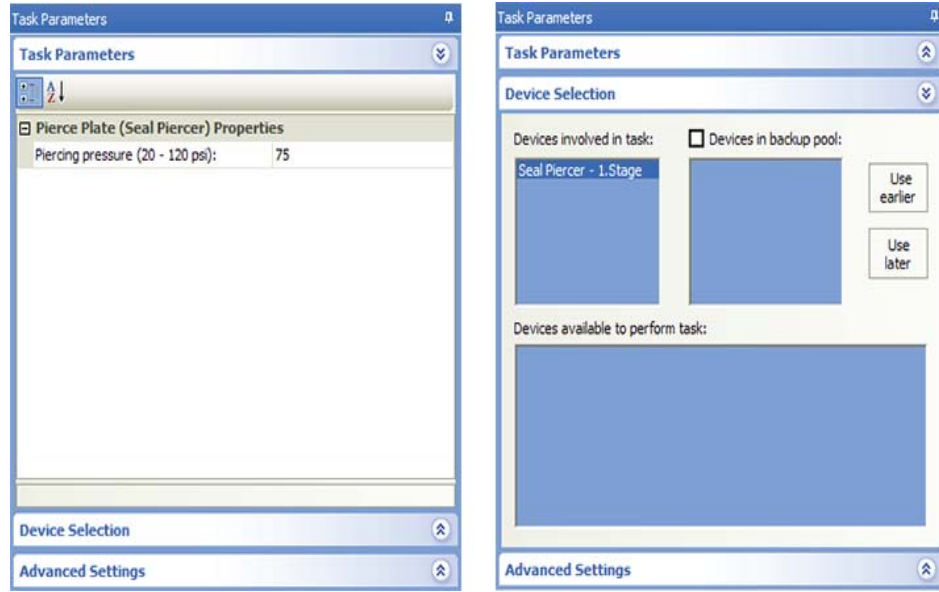 Task Parameters
Task Parameters
A
Z
Pierce Plate (Seal Piercer) Properties
Piercing pressure (20 - 120 psi): 75
Device Selection
Advanced Settings
Task Parameters
Task Parameters
Device Selection
Devices involved in task: Devices in backup pool:
Seal Piercer - 1.Stage
Use
earlier
Use
later
Devices available to perform task:
Advanced Settings